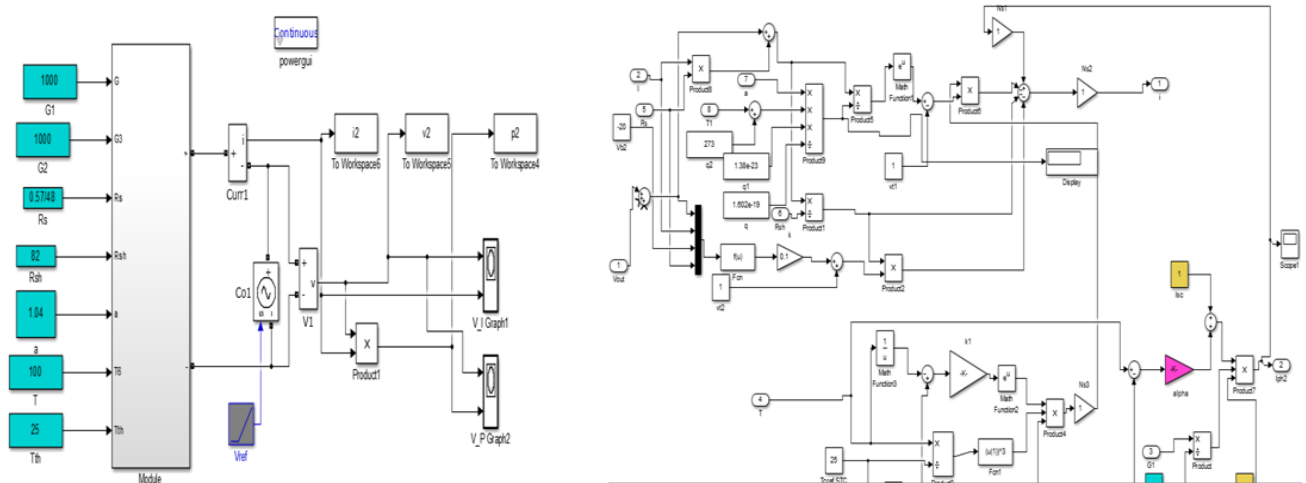 Continuous
powergui
1000
G1
1000
G2
0.57/48
Rs
82
Rsh
1.04
a
100
T
25
Tth
G
G3
Rs
Rsh
a
T6
Tth
Module
i
Curr1
i2
To Workspace6
v2
To Workspace5
p2
To Workspace4
Co1
v
V1
Product1
V_I Graph1
V_P Graph2
Vref
Ns1
2
I
5
Rs
-20
Vb2
Product8
7
a
8
T1
273
q2
1.38e-23
q1
1.602e-19
q
Product9
Product5
e^u
Math
Function1
Product6
Ns2
1
i
1
vt1
Display
6
Rsh
Product1
k
0.1
f(u)
Fcn
1
Vout
1
vt2
Product2
Scope1
1
Isc
1
u
Math
Function3
k1
-K-
e^u
Math
Function2
Ns3
1
Product4
4
T
25
Tcref STC
(u(1))^3
Fcn1
-K-
alpha
Product7
2
Iph2
3
G1
Product